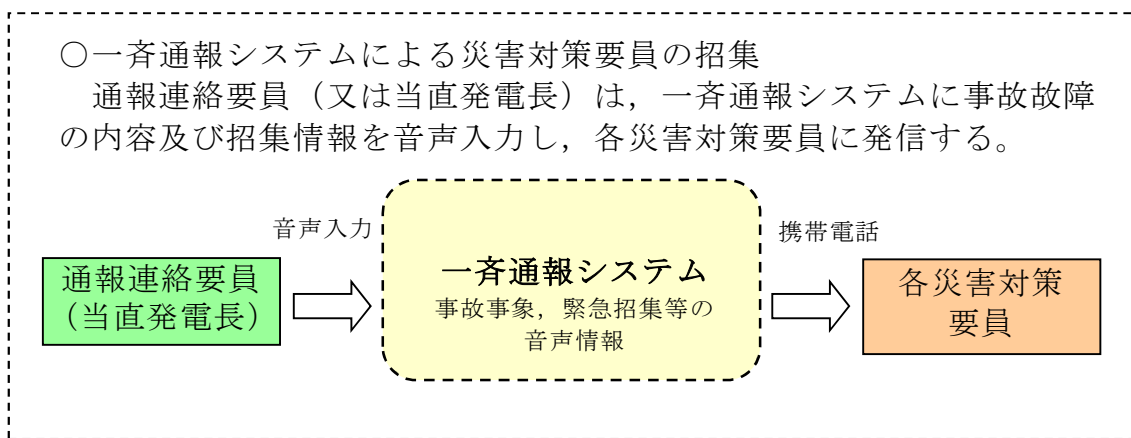 ○一斉通報システムによる災害対策要員の招集
通報連絡要員（又は当直発電長）は，一斉通報システムに事故故障
の内容及び招集情報を音声入力し，各災害対策要員に発信する。
音声入力
携帯電話
通報連絡要員
（当直発電長）
一斉通報システム
事故事象，緊急招集等の
音声情報
各災害対策
要員